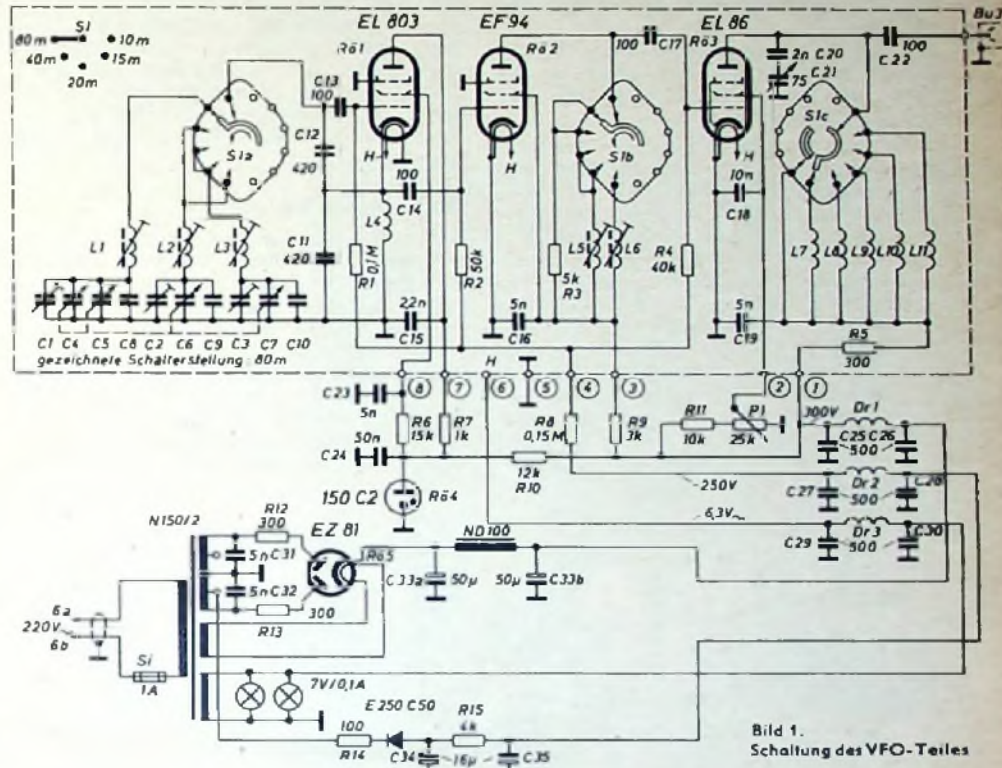 S1
80m
10m
40m
15m
20m
EL 803
EF 94
EL 86
Rö1
Rö2
Rö3
100
C17
2n C20
75 C21
C22
100
C13
100
C12
420
S1a
S1b
S1c
H
H
H
100
C14
10n
C18
L1
L2
L3
C11
420
L4
R1
0,1M
R2
50k
5k
R3
L5
L6
R4
40k
L7
L8
L9
L10
L11
2,2n
C15
5n
C16
5n
C19
R5
300
C1
C4
C5
C8
C2
C6
C9
C3
C7
C10
gezeichnete Schalterstellung: 80m
8
7
H
6
5
4
3
2
1
C23
5n
R6
15k
R7
1k
R8
0,15M
R9
3k
R11
10k
P1
25k
300V
Dr1
C25
C26
500
C24
50n
12k
R10
150 C2
Rö4
-250V
Dr2
C27
500
6,3V~
Dr3
C29
500
C30
N150/2
R12
300
EZ 81
Rö5
ND100
5n C31
5n C32
C33a
50µ
50µ
C33b
300
R13
6a
220V~
6b
Si
1A
7V/0,1A
E 250 C50
R15
4k
100
R14
C34
16µ
C35
Bild 1.
Schaltung des VFO-Teiles